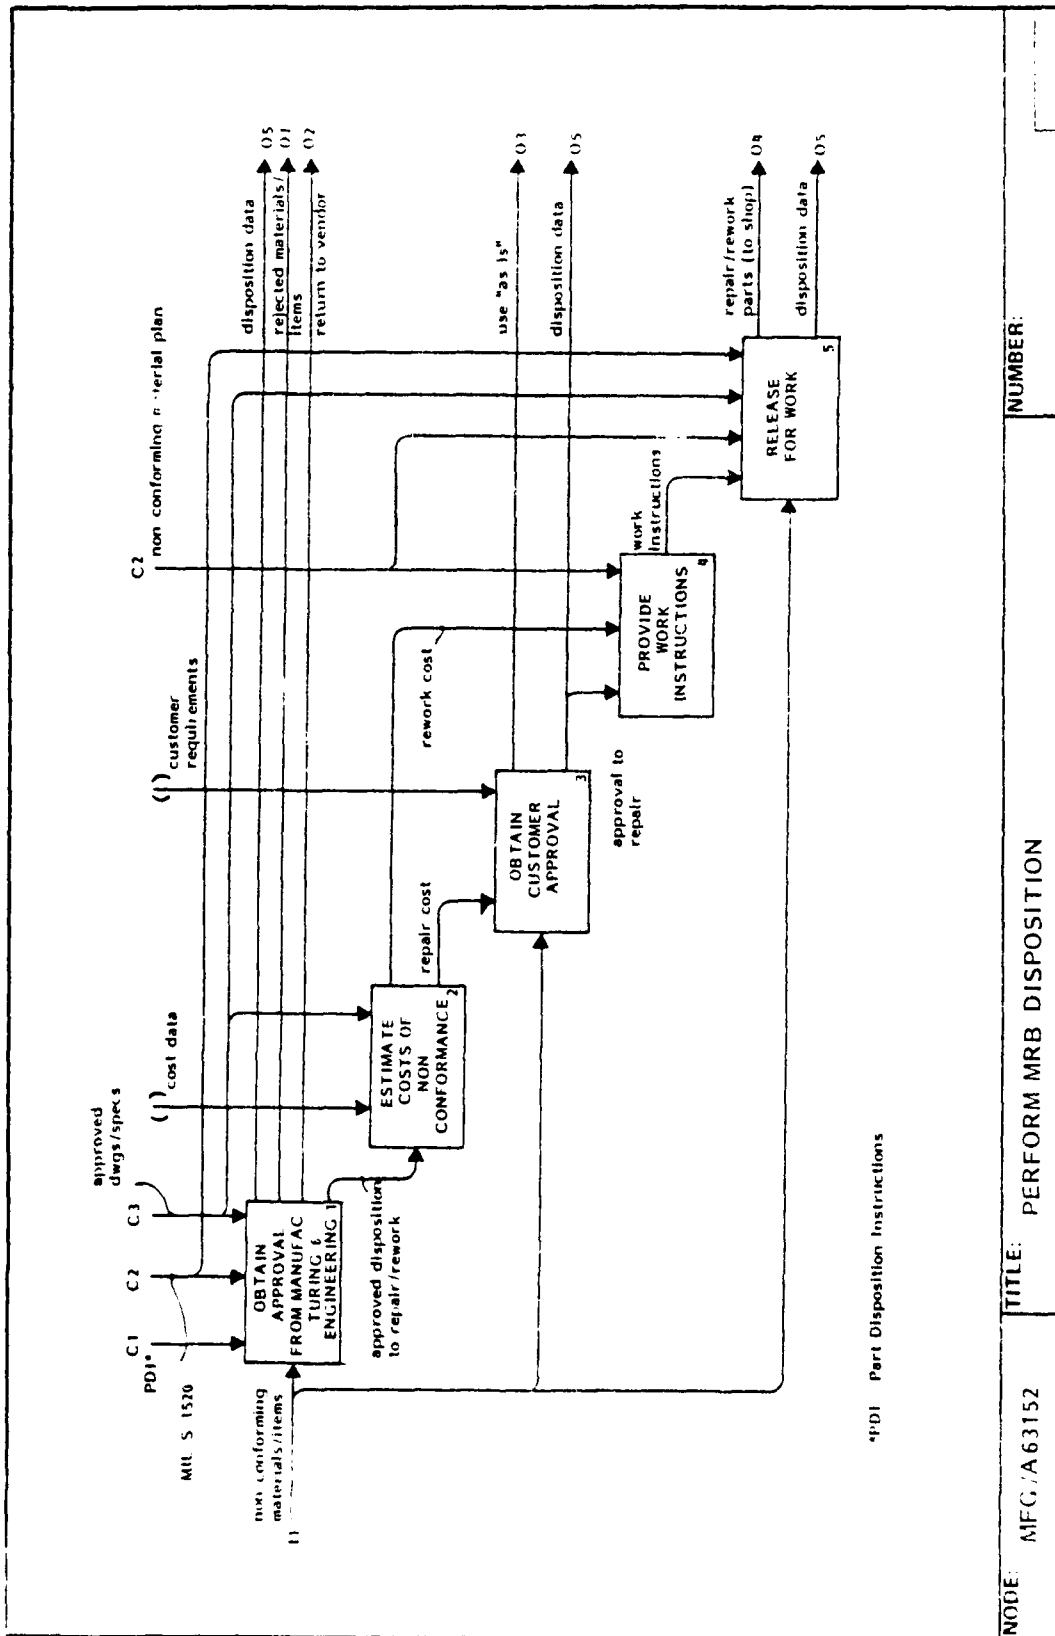 C1
PDI*
C2
MIL S 1520
C3
approved
dwgs/specs
( )
cost data
( )
customer
requirements
C2
non conforming
plan
I1
non conforming
materials/items
OBTAIN
APPROVAL
FROM MANUFAC
TURING &
ENGINEERING 1
disposition data
O5
rejected materials/
items
O1
return to vendor
O2
approved disposition
to repair/rework
ESTIMATE
COSTS OF
NON
CONFORMANCE 2
rework cost
repair cost
OBTAIN
CUSTOMER
APPROVAL
3
use "as is"
O3
disposition data
O5
approval to
repair
PROVIDE
WORK
INSTRUCTIONS
4
work
instructions
RELEASE
FOR WORK
5
repair/rework
parts (to shop)
O4
disposition data
O5
*PDI Part Disposition Instructions
NODE: MFG/A63152
TITLE: PERFORM MRB DISPOSITION
NUMBER: